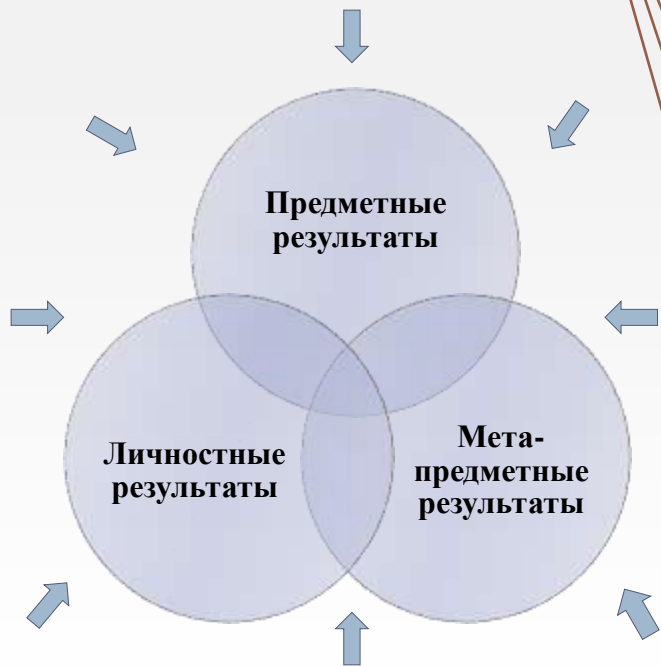 Предметные
результаты
Личностные
результаты
Мета-
предметные
результаты